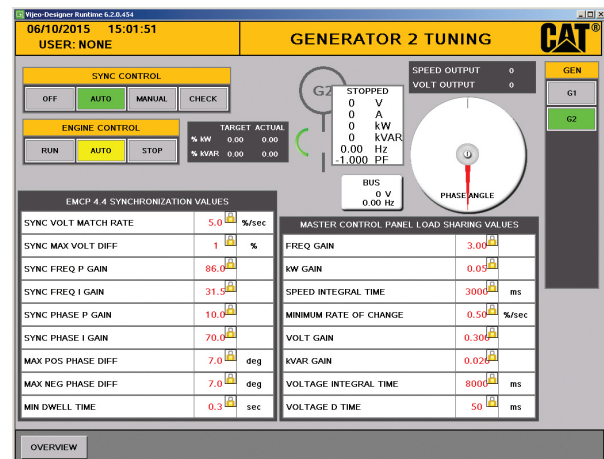 Vijeo-Designer Runtime 6.2.0.454
06/10/2015 15:01:51
USER: NONE
GENERATOR 2 TUNING
CAT®
SYNC CONTROL
OFF AUTO MANUAL CHECK
ENGINE CONTROL
RUN AUTO STOP
TARGET ACTUAL
% KW 0.00 0.00
% KVAR 0.00 0.00
G2
STOPPED
0 V
0 A
0 kW
0 kVAR
0.00 Hz
-1.000 PF
BUS
0 V
0.00 Hz
SPEED OUTPUT 0
VOLT OUTPUT 0
0
PHASE ANGLE
GEN
G1
G2
EMCP 4.4 SYNCHRONIZATION VALUES
SYNC VOLT MATCH RATE 5.0 %/sec
SYNC MAX VOLT DIFF 1 %
SYNC FREQ P GAIN 86.0
SYNC FREQ I GAIN 31.5
SYNC PHASE P GAIN 10.0
SYNC PHASE I GAIN 70.0
MAX POS PHASE DIFF 7.0 deg
MAX NEG PHASE DIFF 7.0 deg
MIN DWELL TIME 0.3 sec
MASTER CONTROL PANEL LOAD SHARING VALUES
FREQ GAIN 3.00
kW GAIN 0.05
SPEED INTEGRAL TIME 3000 ms
MINIMUM RATE OF CHANGE 0.50 %/sec
VOLT GAIN 0.300
kVAR GAIN 0.020
VOLTAGE INTEGRAL TIME 8000 ms
VOLTAGE D TIME 50 ms
OVERVIEW